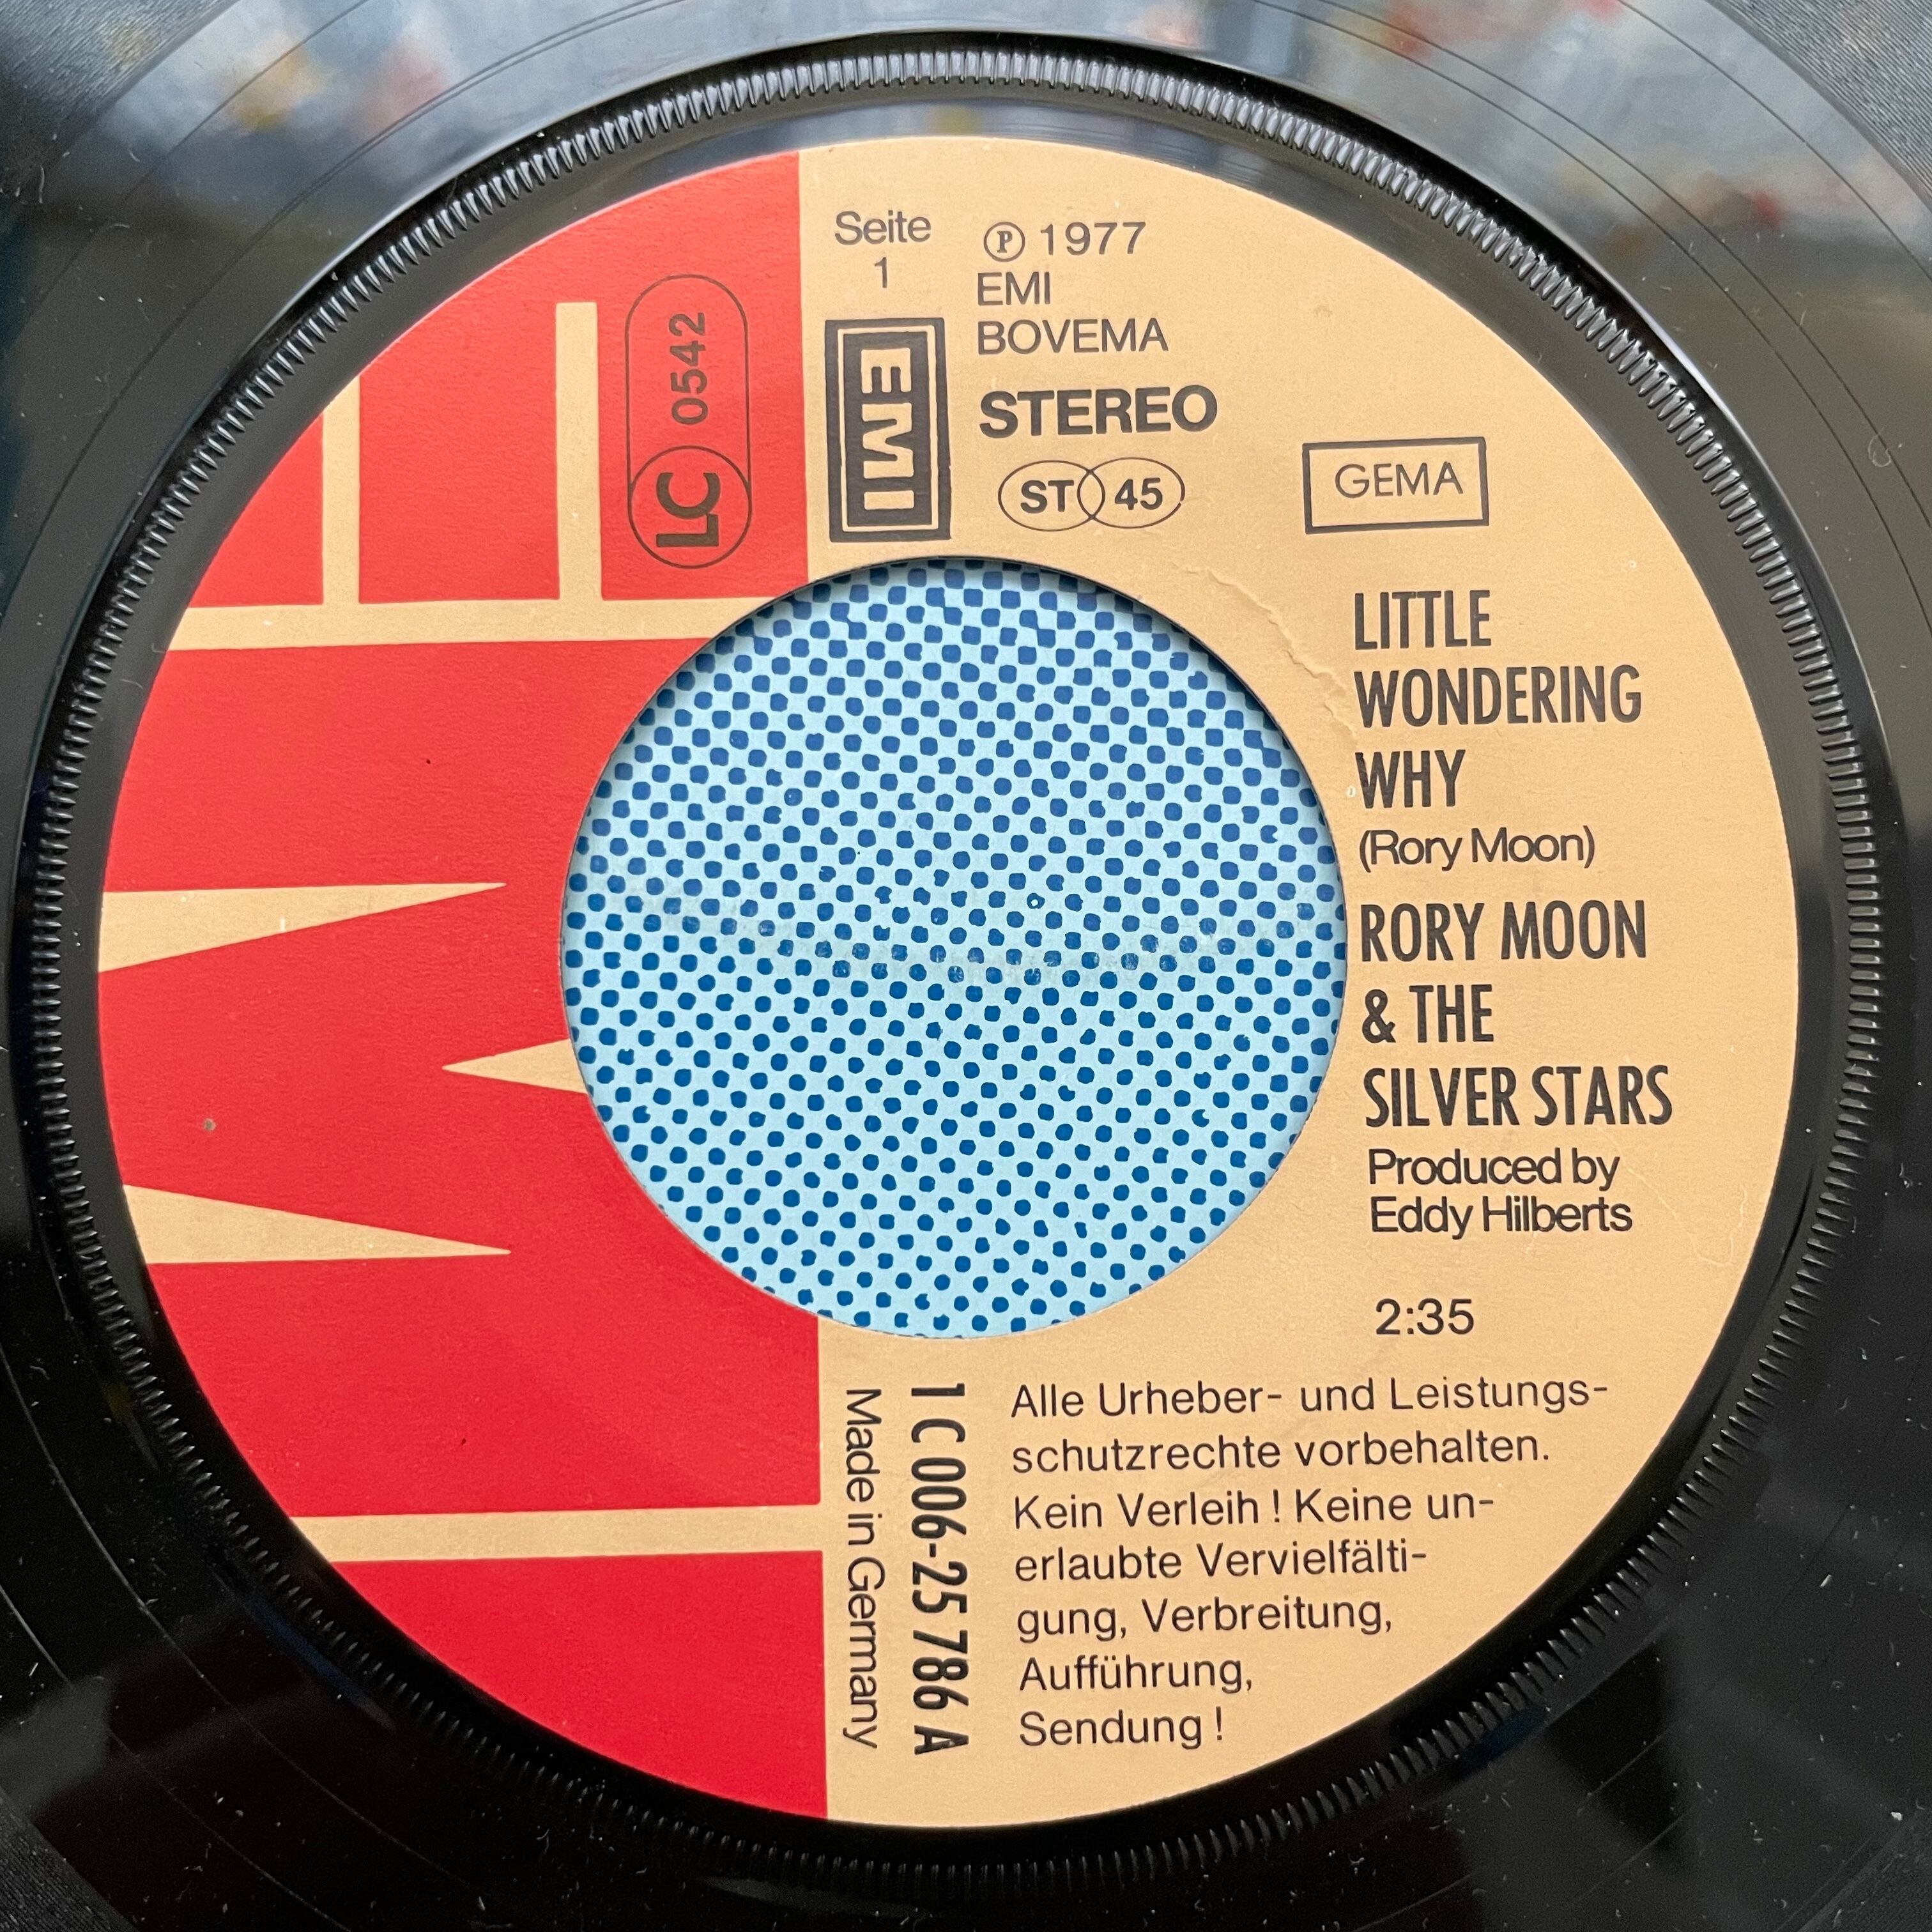 Seite
1
℗ 1977
EMI
BOVEMA
STEREO
ST 45
EMI
LC 0542
GEMA
LITTLE
WONDERING
WHY
(Rory Moon)
RORY MOON
& THE
SILVER STARS
Produced by
Eddy Hilberts
2:35
Alle Urheber- und Leistungs-
schutzrechte vorbehalten.
Kein Verleih! Keine un-
erlaubte Vervielfälti-
gung, Verbreitung,
Aufführung,
Sendung!
1 C 006-25 786 A
Made in Germany